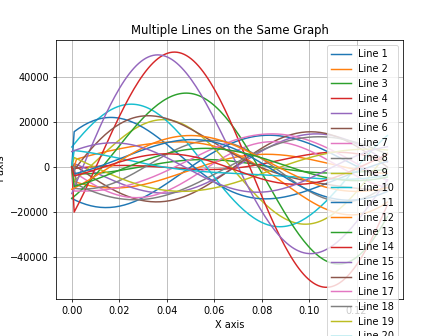 Multiple Lines on the Same Graph
40000
20000
0
−20000
−40000
0.00
0.02
0.04
0.06
0.08
0.10
X axis
Line 1
Line 2
Line 3
Line 4
Line 5
Line 6
Line 7
Line 8
Line 9
Line 10
Line 11
Line 12
Line 13
Line 14
Line 15
Line 16
Line 17
Line 18
Line 19
Line 20